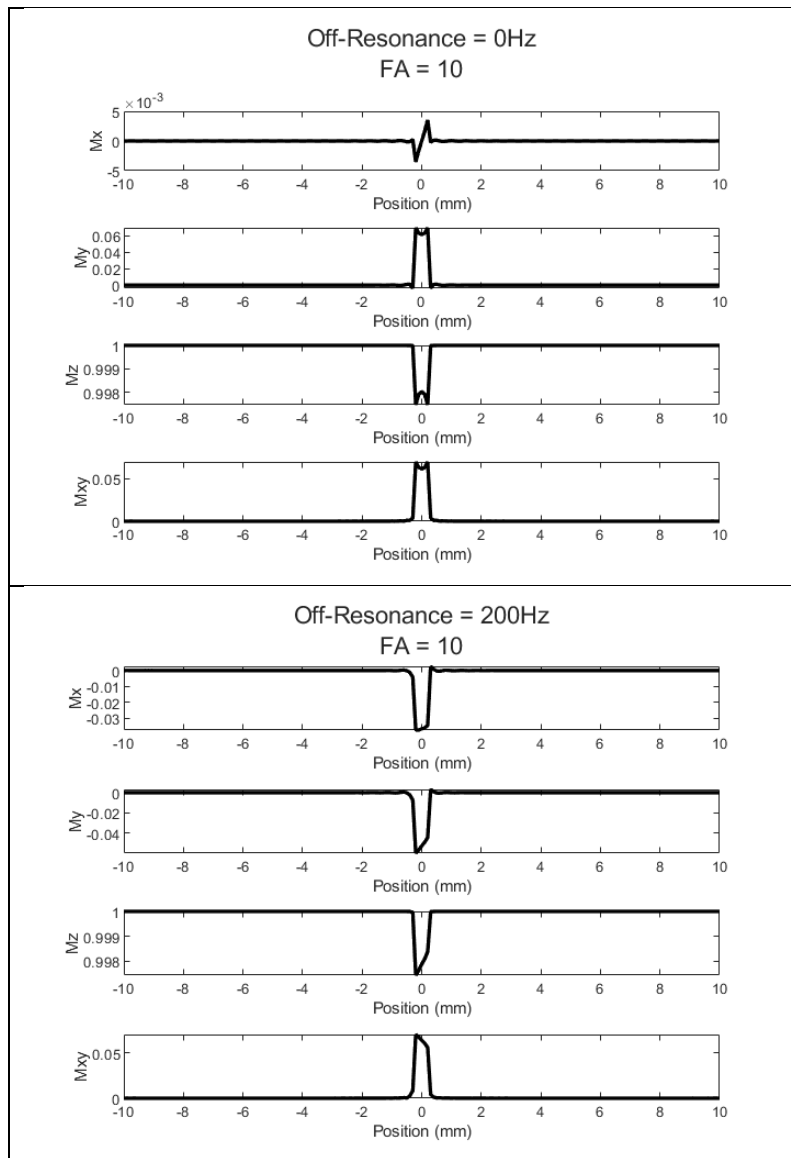 Off-Resonance = 0Hz
FA = 10
× 10-3
5
0
-5
Mx
-10 -8 -6 -4 -2 0 2 4 6 8 10
Position (mm)
0.06
0.04
0.02
0
My
-10 -8 -6 -4 -2 0 2 4 6 8 10
Position (mm)
1
0.999
0.998
Mz
-10 -8 -6 -4 -2 0 2 4 6 8 10
Position (mm)
0.05
0
Mxy
-10 -8 -6 -4 -2 0 2 4 6 8 10
Position (mm)
Off-Resonance = 200Hz
FA = 10
0
-0.01
-0.02
-0.03
Mx
-10 -8 -6 -4 -2 0 2 4 6 8 10
Position (mm)
0
-0.02
-0.04
My
-10 -8 -6 -4 -2 0 2 4 6 8 10
Position (mm)
1
0.999
0.998
Mz
-10 -8 -6 -4 -2 0 2 4 6 8 10
Position (mm)
0.05
0
Mxy
-10 -8 -6 -4 -2 0 2 4 6 8 10
Position (mm)